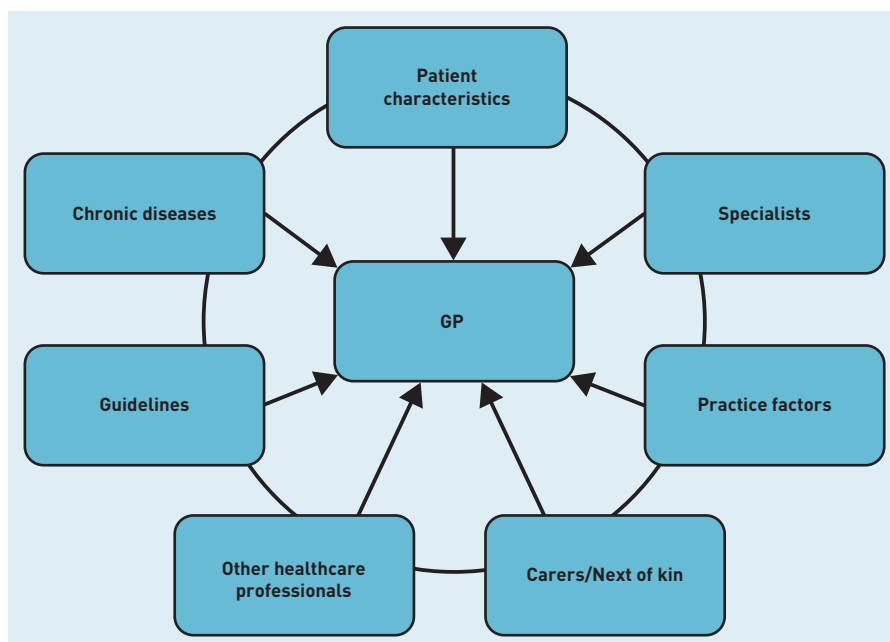 Patient
characteristics
Chronic diseases
Specialists
GP
Guidelines
Practice factors
Other healthcare
professionals
Carers/Next of kin